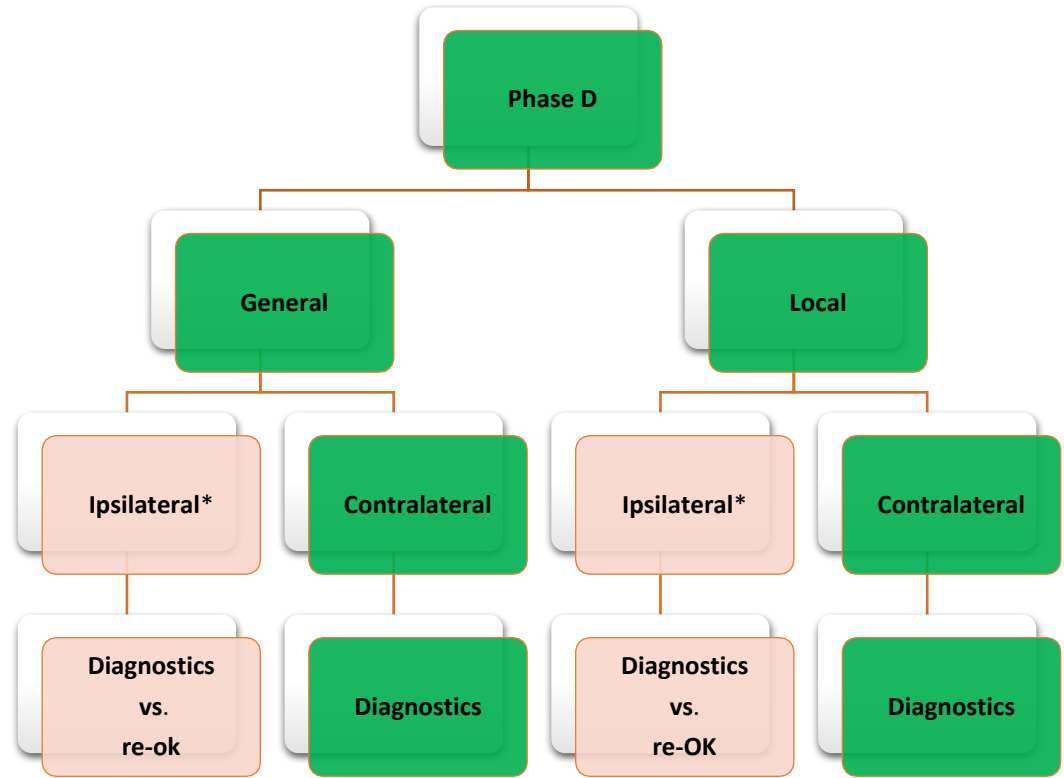 Phase D
General
Local
Ipsilateral*
Contralateral
Ipsilateral*
Contralateral
Diagnostics
vs.
re-ok
Diagnostics
Diagnostics
vs.
re-OK
Diagnostics